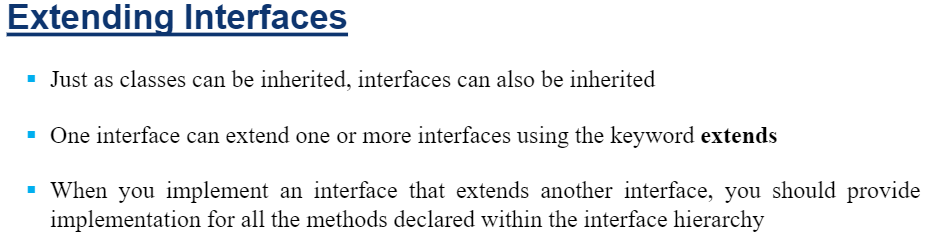 Extending Interfaces
▪ Just as classes can be inherited, interfaces can also be inherited
▪ One interface can extend one or more interfaces using the keyword extends
▪ When you implement an interface that extends another interface, you should provide
implementation for all the methods declared within the interface hierarchy